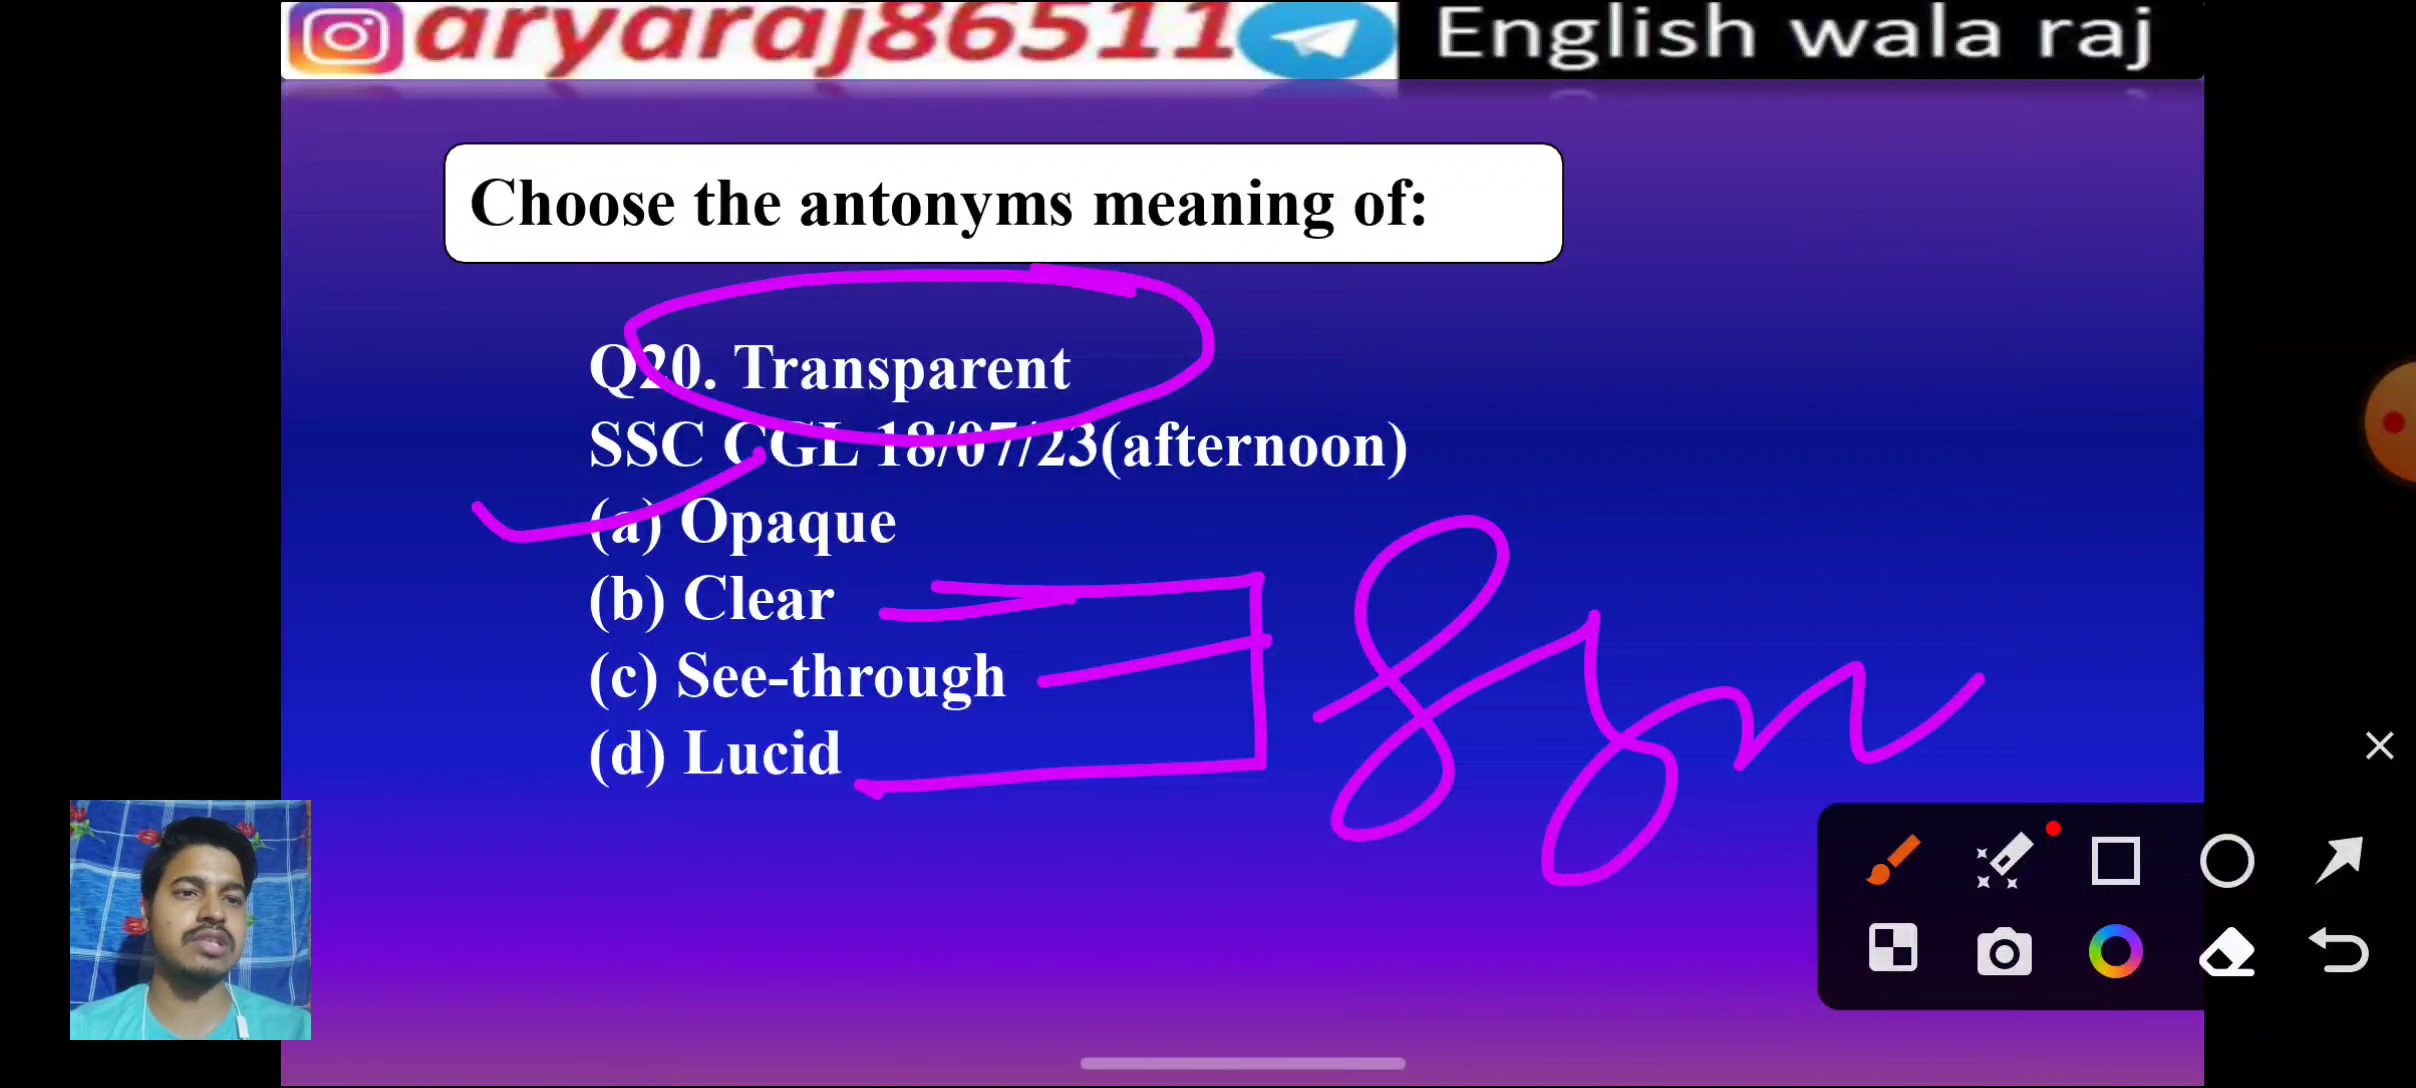 aryaraj86511 English wala raj
Choose the antonyms meaning of:
Q20. Transparent
SSC CGL 18/07/23(afternoon)
(a) Opaque
(b) Clear
(c) See-through
(d) Lucid
Syn